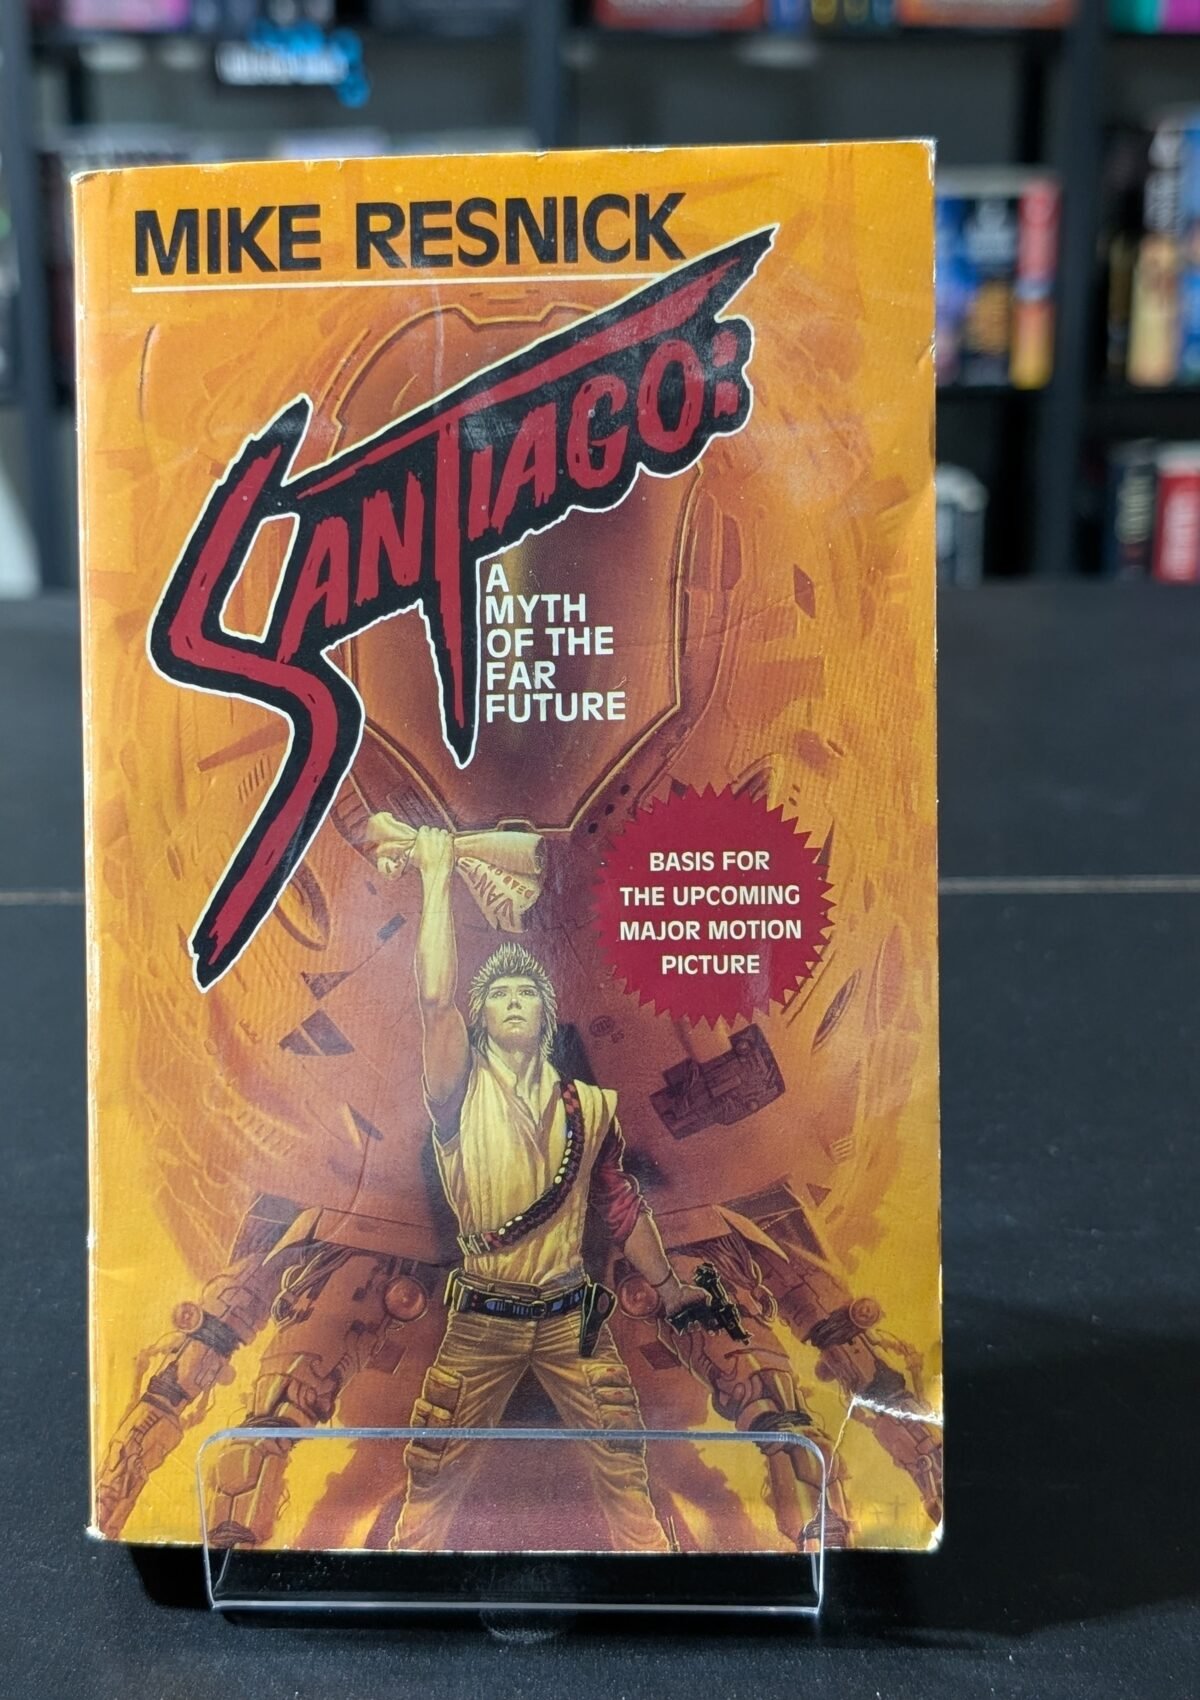 MIKE RESNICK
SANTIAGO:
A
MYTH
OF THE
FAR
FUTURE
BASIS FOR
THE UPCOMING
MAJOR MOTION
PICTURE